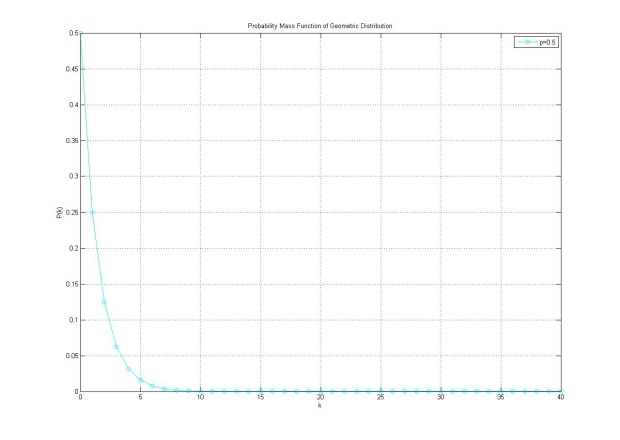 Probability Mass Function of Geometric Distribution
p=0.5
0.5
0.45
0.4
0.35
0.3
0.25
0.2
0.15
0.1
0.05
0
P(k)
0 5 10 15 20 25 30 35 40
k